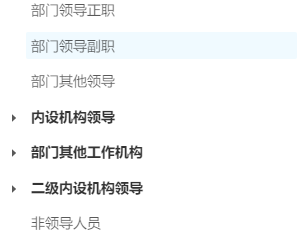 部门领导正职
部门领导副职
部门其他领导
内设机构领导
部门其他工作机构
二级内设机构领导
非领导人员